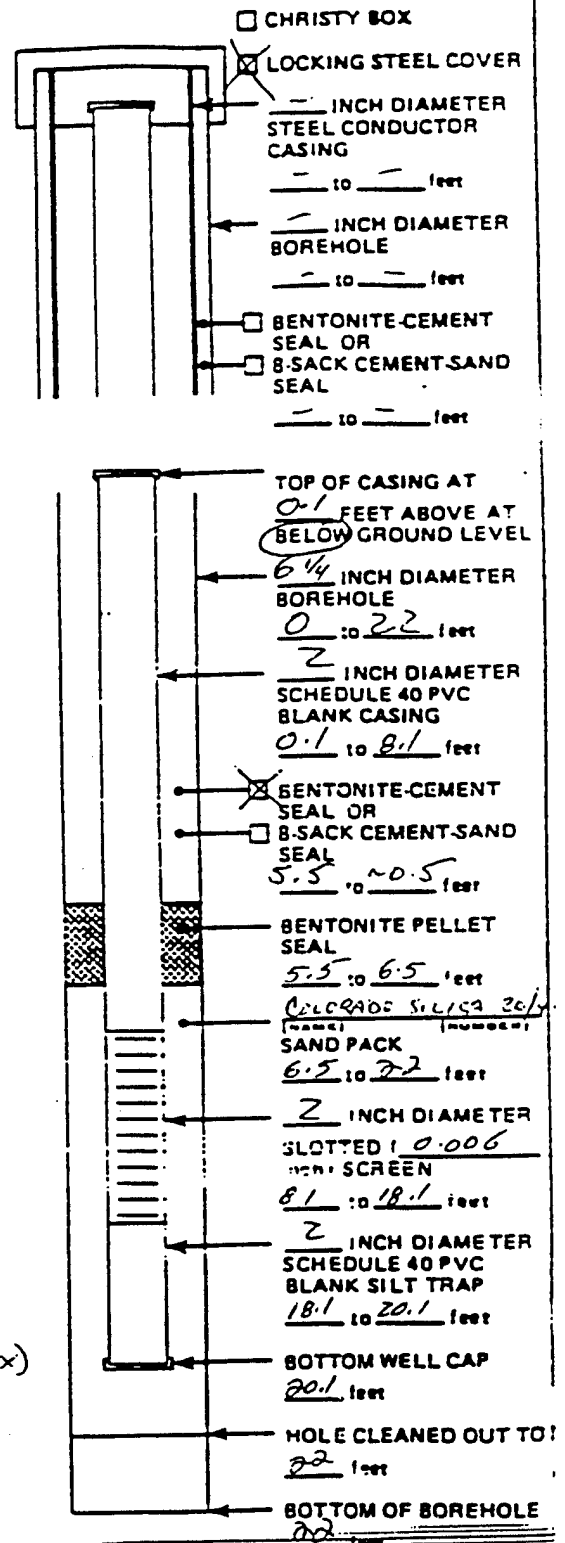 CHRISTY BOX
LOCKING STEEL COVER
- INCH DIAMETER
STEEL CONDUCTOR
CASING
- to - feet
- INCH DIAMETER
BOREHOLE
- to - feet
BENTONITE-CEMENT
SEAL OR
8-SACK CEMENT-SAND
SEAL
- to - feet
TOP OF CASING AT
0.1 FEET ABOVE AT
BELOW GROUND LEVEL
6 1/4 INCH DIAMETER
BOREHOLE
0 to 22 feet
2 INCH DIAMETER
SCHEDULE 40 PVC
BLANK CASING
0.1 to 8.1 feet
BENTONITE-CEMENT
SEAL OR
8-SACK CEMENT-SAND
SEAL
5.5 to ~0.5 feet
BENTONITE PELLET
SEAL
5.5 to 6.5 feet
COLORADO SILICA 20/
(NAME) (NUMBER)
SAND PACK
6.5 to 22 feet
2 INCH DIAMETER
SLOTTED ( 0.006
inch) SCREEN
8.1 to 18.1 feet
2 INCH DIAMETER
SCHEDULE 40 PVC
BLANK SILT TRAP
18.1 to 20.1 feet
x)
BOTTOM WELL CAP
20.1 feet
HOLE CLEANED OUT TO
22 feet
BOTTOM OF BOREHOLE
22